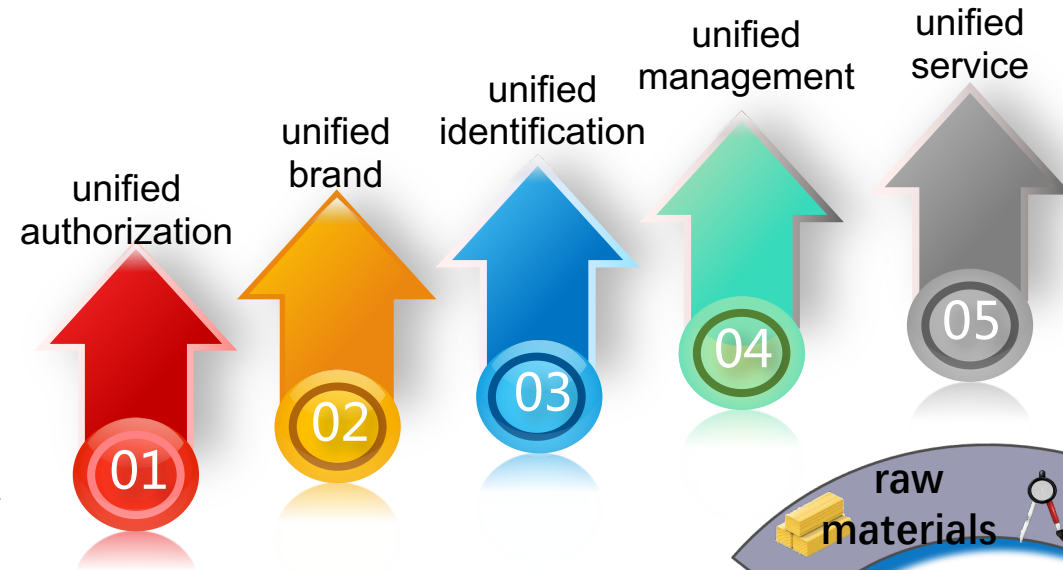 unified
authorization
unified
brand
unified
identification
unified
management
unified
service
01
02
03
04
05
raw
materials